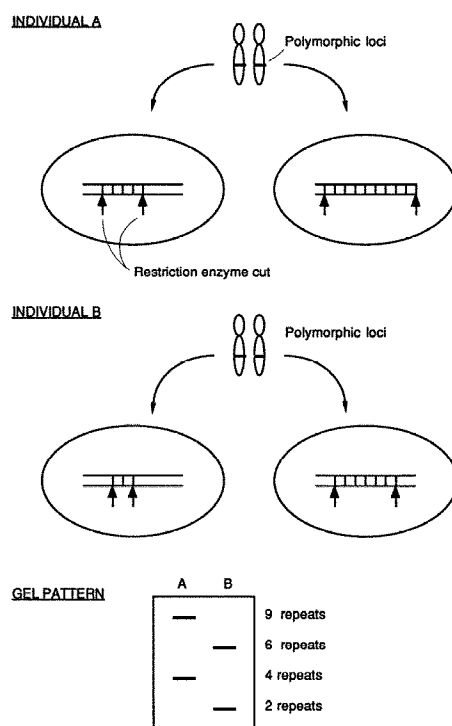 INDIVIDUAL A
Polymorphic loci
Restriction enzyme cut
INDIVIDUAL B
Polymorphic loci
GEL PATTERN
A B
9 repeats
6 repeats
4 repeats
2 repeats